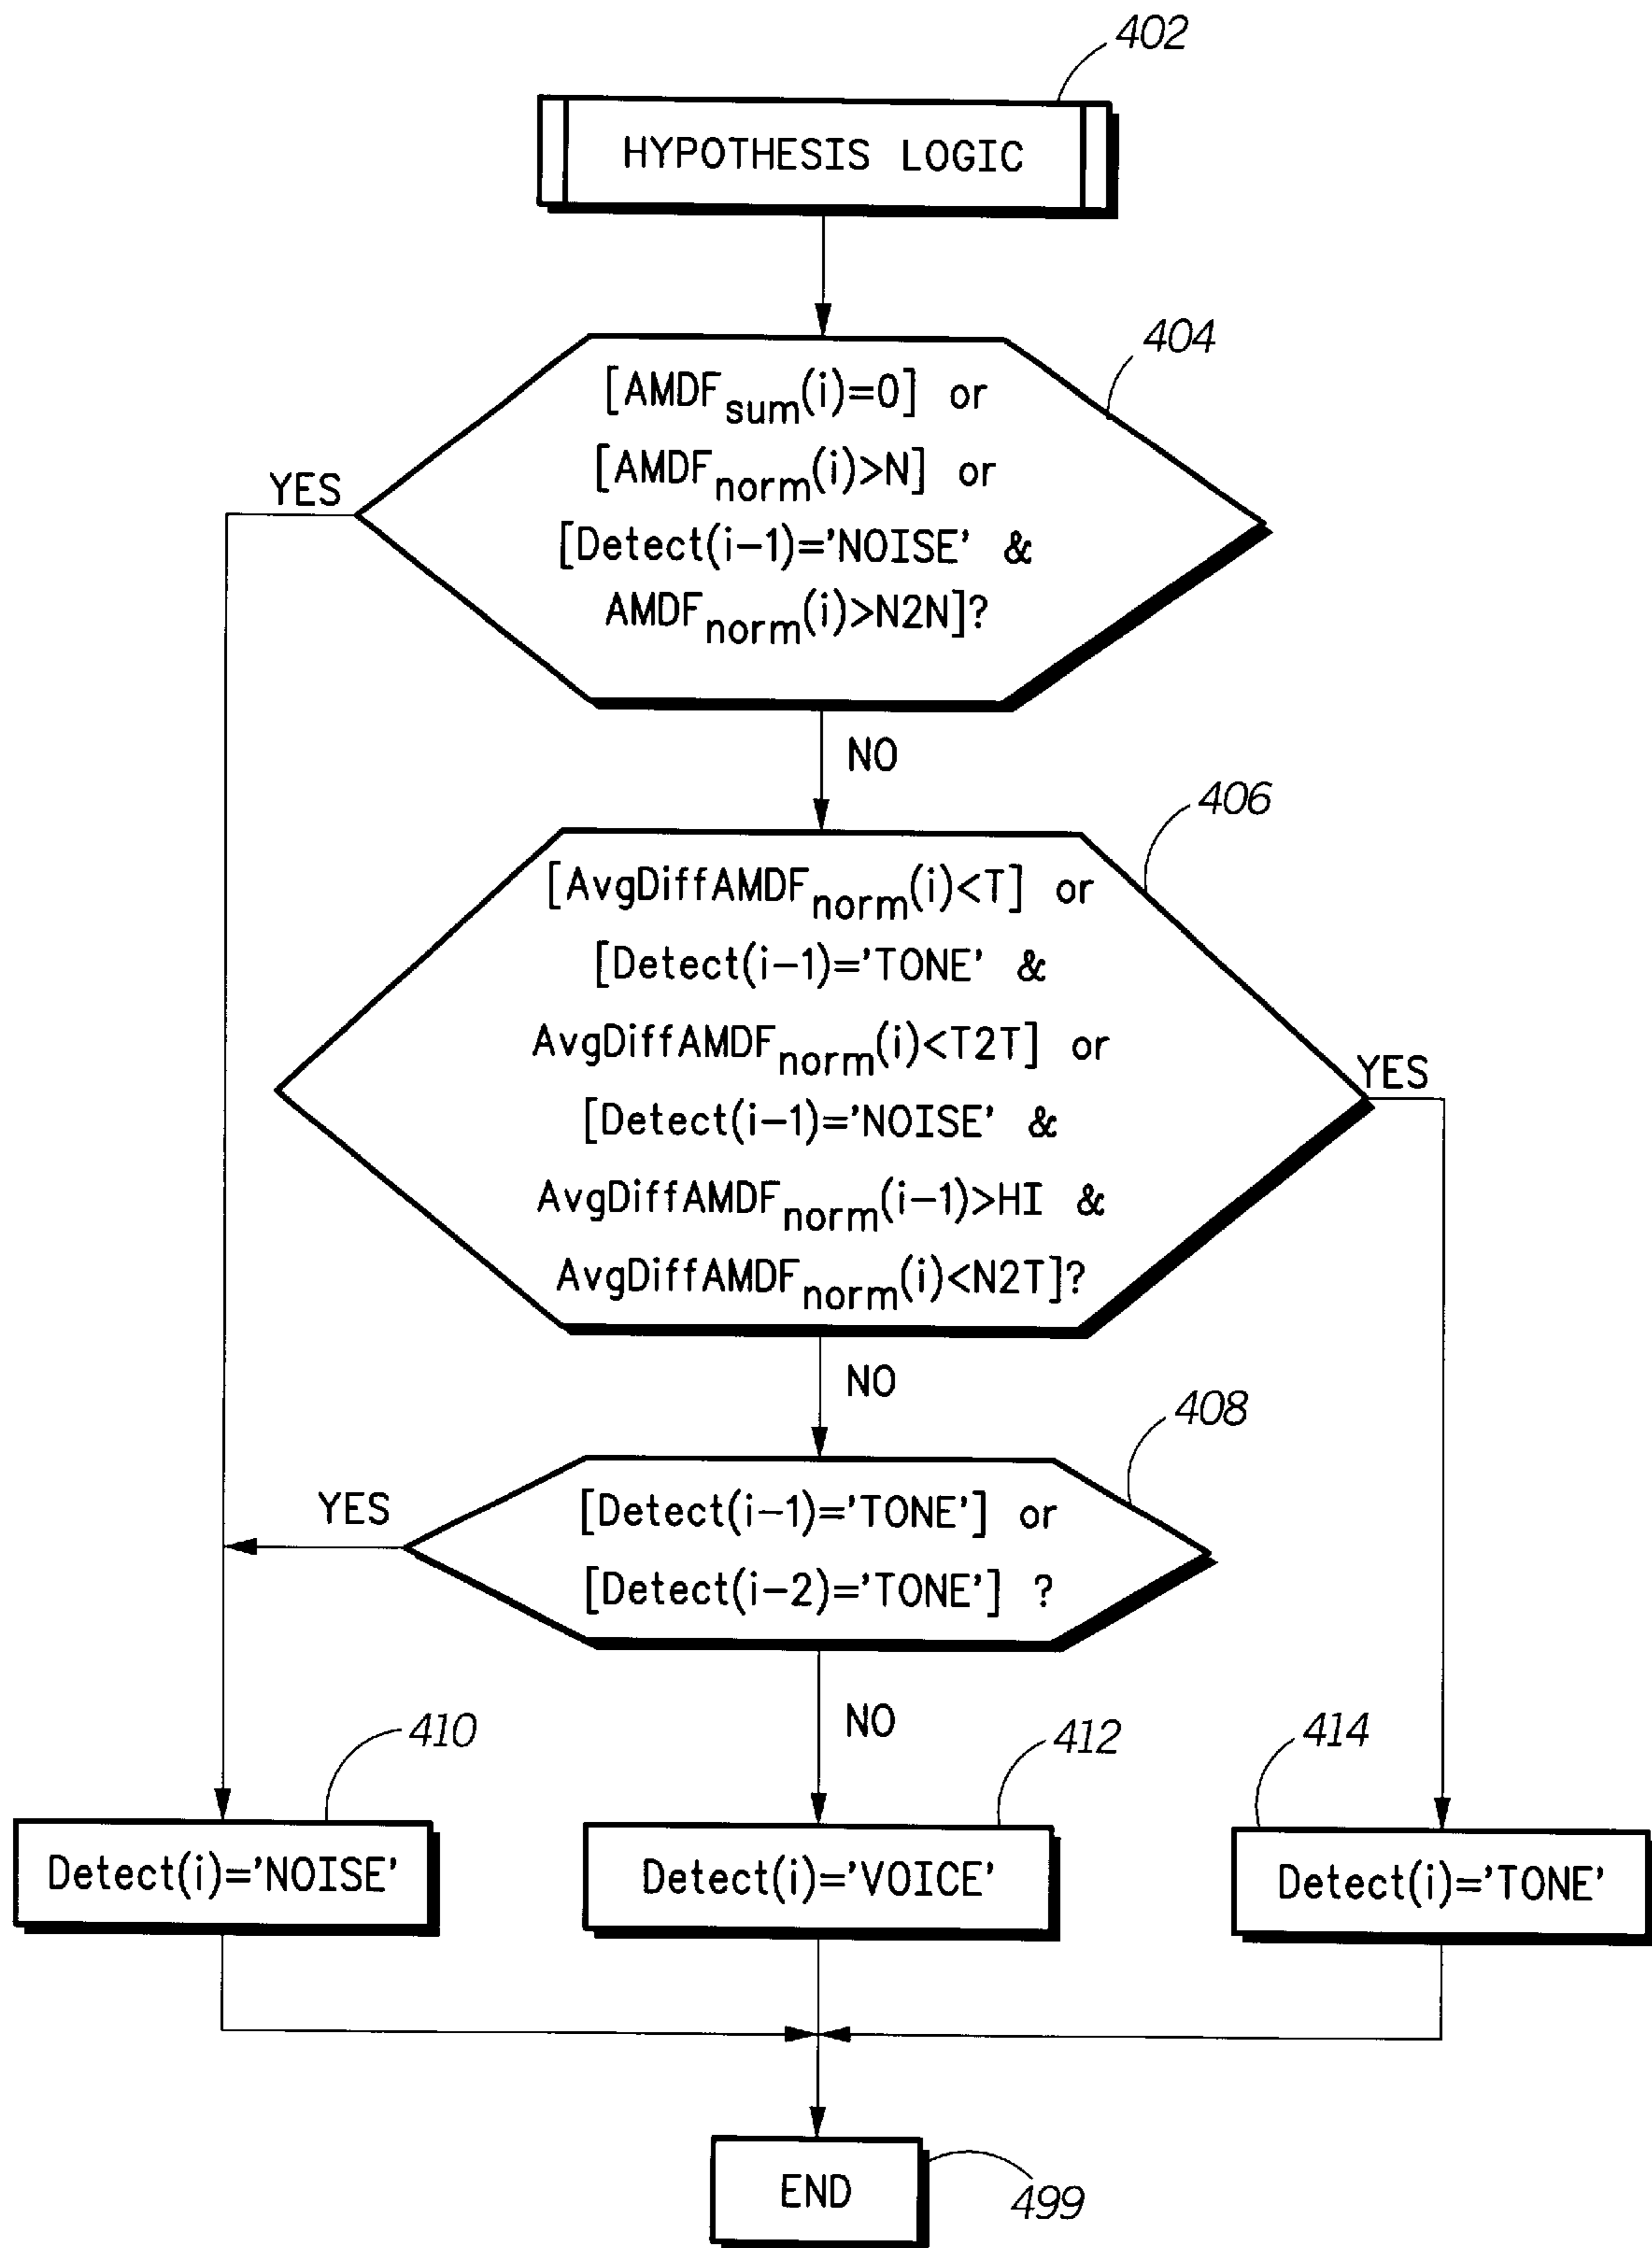 402
HYPOTHESIS LOGIC
404
[AMDFsum(i)=0] or
[AMDFnorm(i)>N] or
[Detect(i-1)='NOISE' &
AMDFnorm(i)>N2N]?
YES
NO
406
[AvgDiffAMDFnorm(i)<T] or
[Detect(i-1)='TONE' &
AvgDiffAMDFnorm(i)<T2T] or
[Detect(i-1)='NOISE' &
AvgDiffAMDFnorm(i-1)>HI &
AvgDiffAMDFnorm(i)<N2T]?
YES
NO
408
[Detect(i-1)='TONE'] or
[Detect(i-2)='TONE'] ?
YES
NO
410
412
414
Detect(i)='NOISE'
Detect(i)='VOICE'
Detect(i)='TONE'
END
499